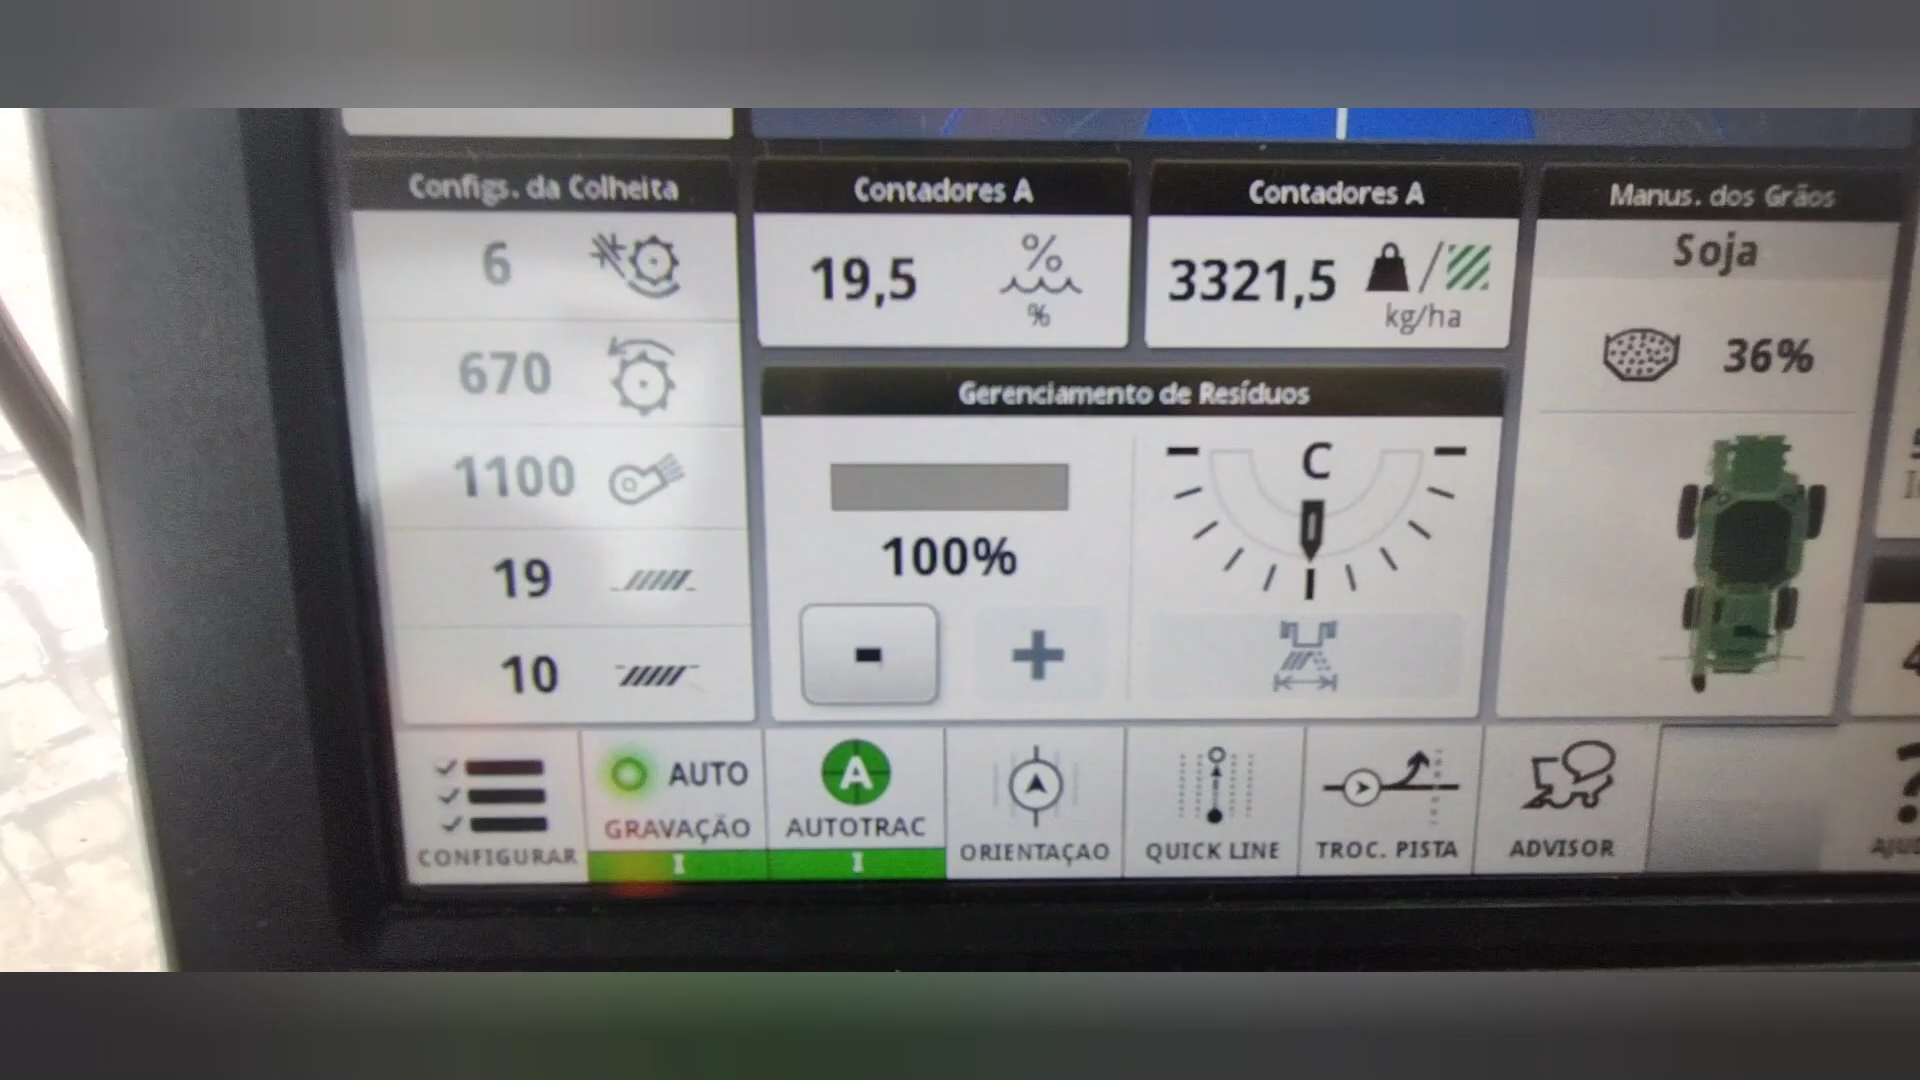 Configs. da Colheita
6
670
1100
19
10
Contadores A
19,5
%
%
Contadores A
3321,5
kg/ha
Gerenciamento de Resíduos
100%
-
+
C
Manus. dos Grãos
Soja
36%
CONFIGURAR
AUTO
GRAVAÇÃO
I
A
AUTOTRAC
I
ORIENTAÇÃO
QUICK LINE
TROC. PISTA
ADVISOR